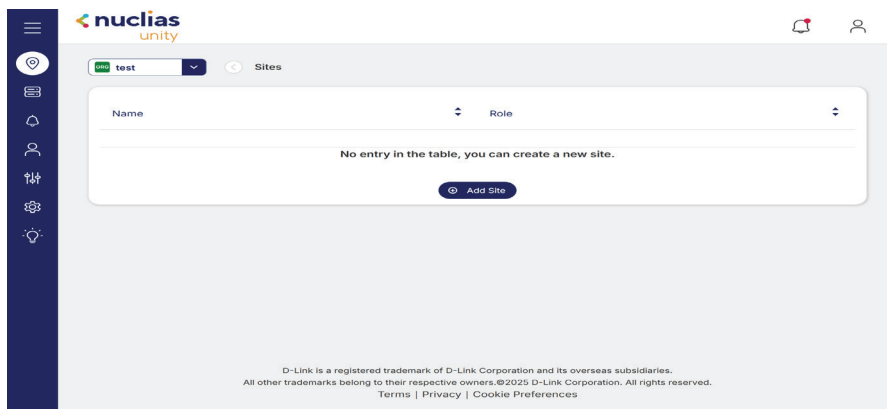 nuclias
unity
ORG test
Sites
Name Role
No entry in the table, you can create a new site.
Add Site
D-Link is a registered trademark of D-Link Corporation and its overseas subsidiaries.
All other trademarks belong to their respective owners.©2025 D-Link Corporation. All rights reserved.
Terms | Privacy | Cookie Preferences